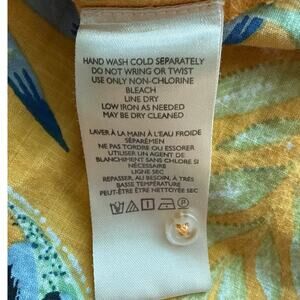 HAND WASH COLD SEPARATELY
DO NOT WRING OR TWIST
USE ONLY NON-CHLORINE
BLEACH
LINE DRY
LOW IRON AS NEEDED
MAY BE DRY CLEANED
LAVER À LA MAIN À L'EAU FROIDE
SÉPARÉMEN
NE PAS TORDRE OU ESSORER
UTILISER UN AGENT DE
BLANCHIMENT SANS CHLORE SI
NÉCESSAIRE
LIGNE SEC
REPASSER, AU BESOIN, À TRÈS
BASSE TEMPÉRATURE
PEUT-ÊTRE NETTOYÉE SEC